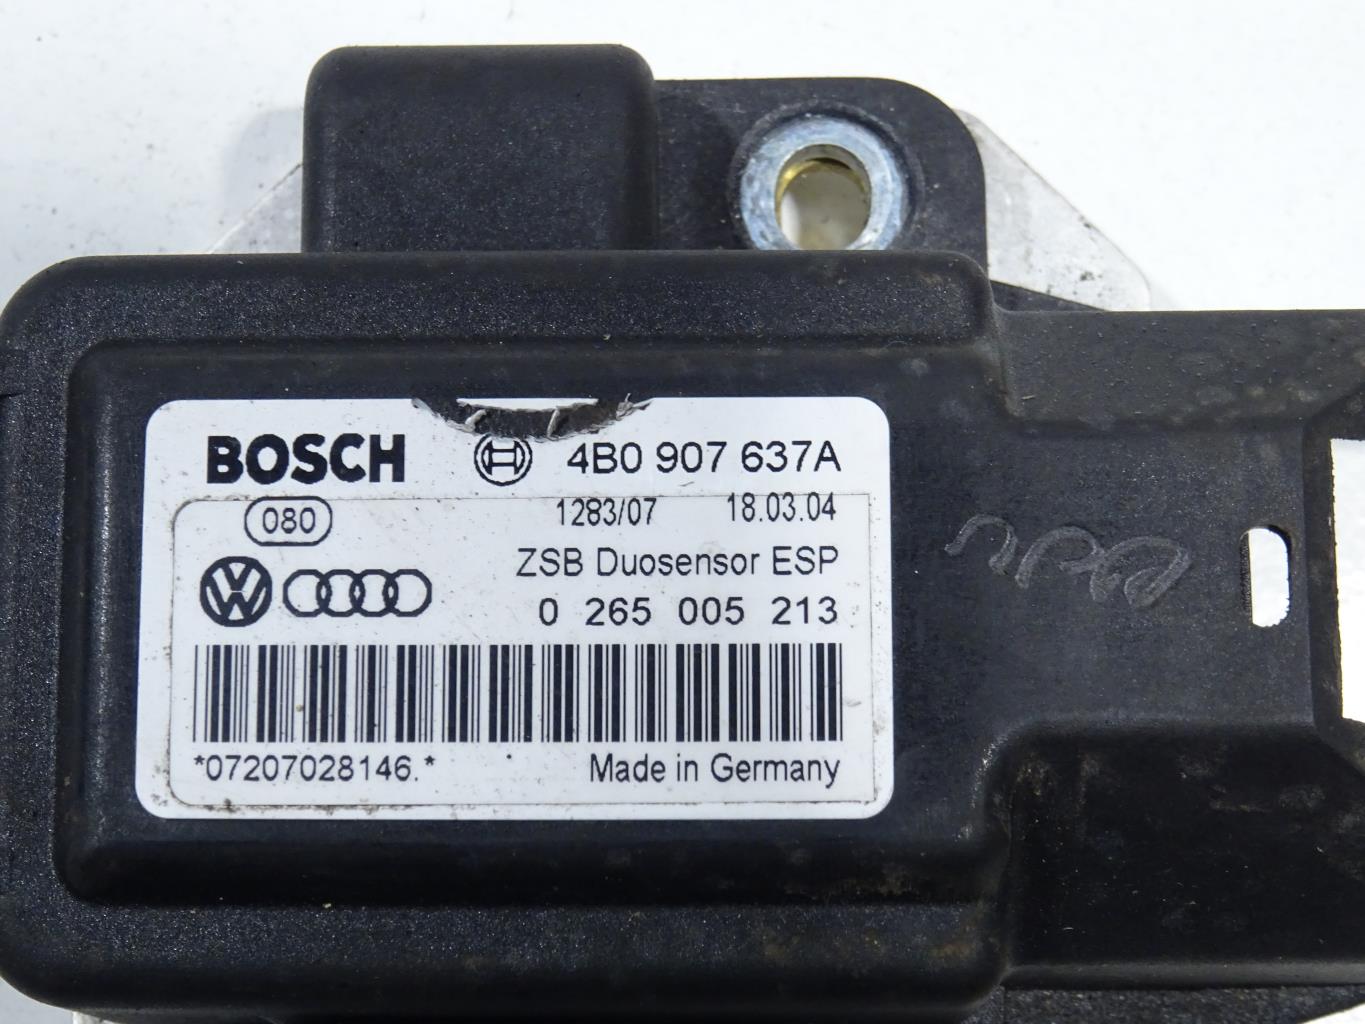 BOSCH 4B0 907 637A
080 1283/07 18.03.04
ZSB Duosensor ESP
0 265 005 213
*07207028146.* Made in Germany